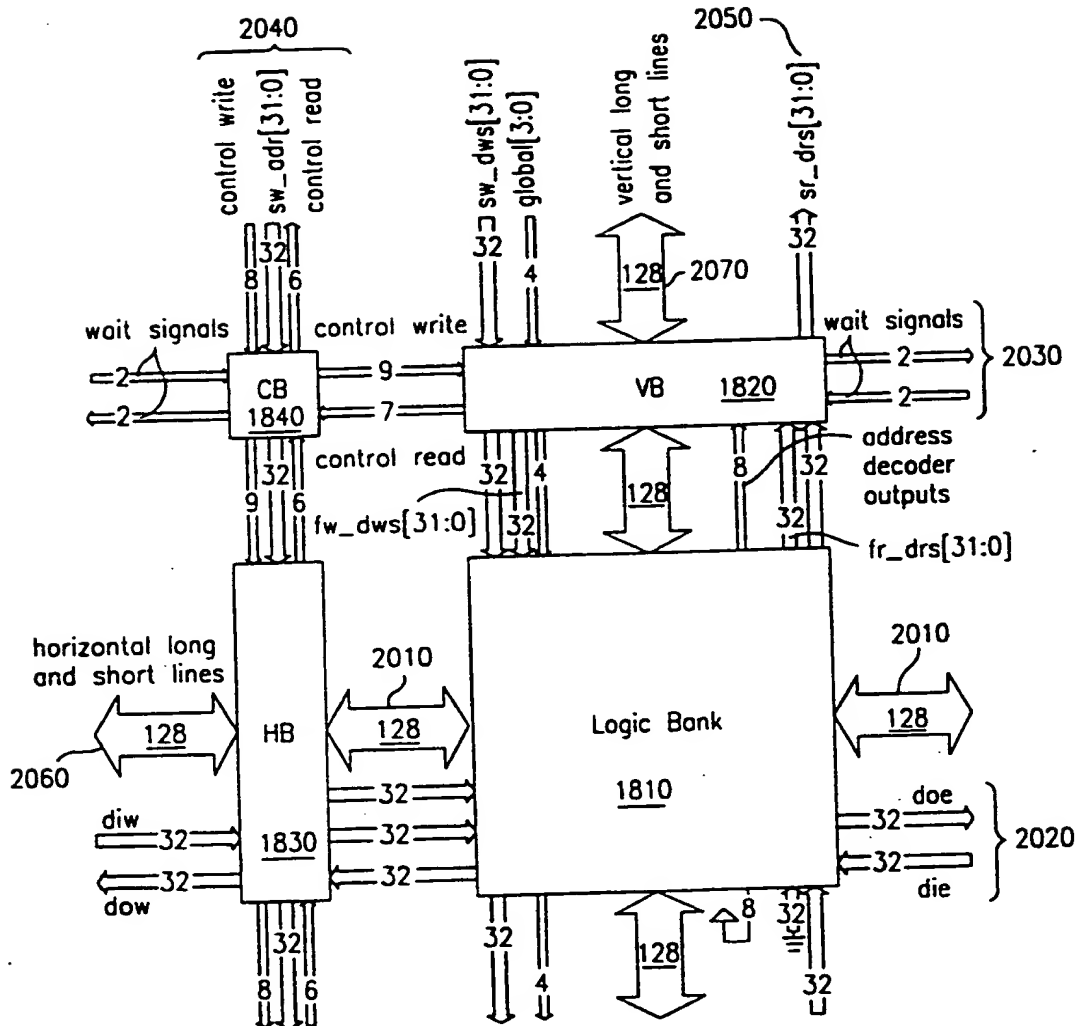 2040
2050
control write
sw_adr[31:0]
control read
sw_dws[31:0]
global[3:0]
vertical long
and short lines
sr_drs[31:0]
8
32
6
32
4
128
2070
32
wait signals
control write
wait signals
2
9
2
2030
CB
VB
1820
2
1840
7
2
control read
address
decoder
outputs
9
32
6
32
32
4
128
8
32
32
fw_dws[31:0]
fr_drs[31:0]
horizontal long
and short lines
2010
2010
128
HB
128
Logic Bank
128
2060
32
1810
doe
diw
32
32
2020
32
1830
32
32
32
die
dow
8
32
6
32
4
128
8
32
32